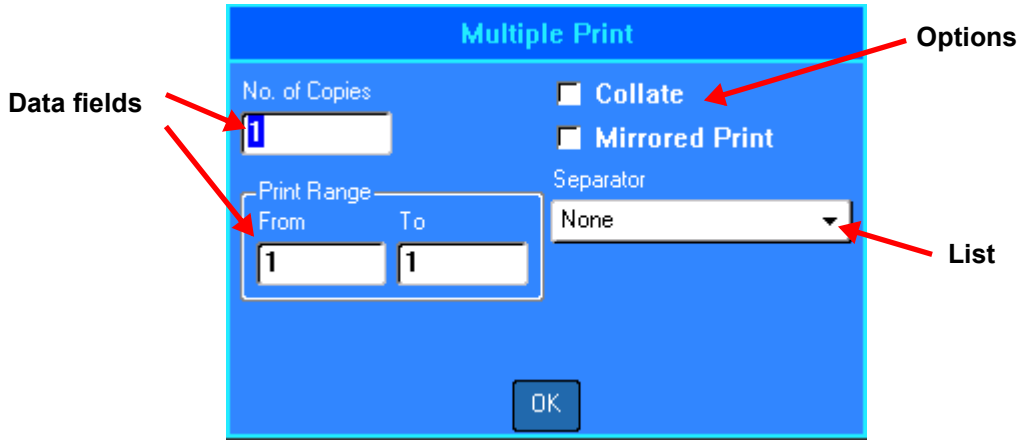 Multiple Print
Options
No. of Copies
Collate
Data fields
1
Mirrored Print
Separator
Print Range
From To
None
1 1
List
OK